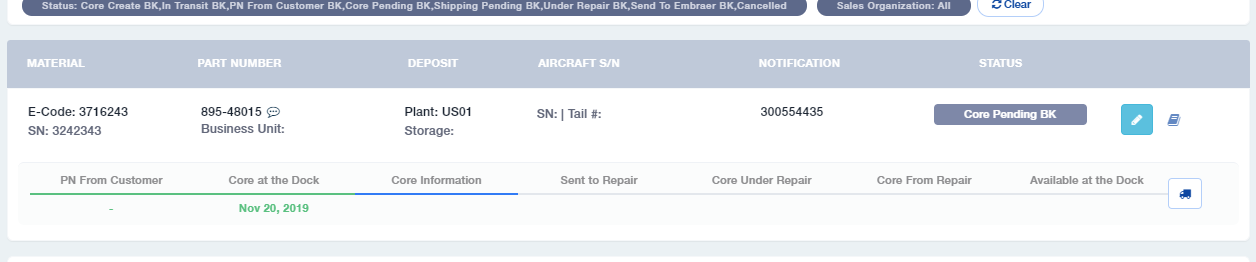 Status: Core Create BK,In Transit BK,PN From Customer BK,Core Pending BK,Shipping Pending BK,Under Repair BK,Send To Embraer BK,Cancelled
Sales Organization: All
Clear
MATERIAL PART NUMBER DEPOSIT AIRCRAFT S/N NOTIFICATION STATUS
E-Code: 3716243 895-48015 Plant: US01 SN: | Tail #: 300554435 Core Pending BK
SN: 3242343 Business Unit: Storage:
PN From Customer Core at the Dock Core Information Sent to Repair Core Under Repair Core From Repair Available at the Dock
- Nov 20, 2019